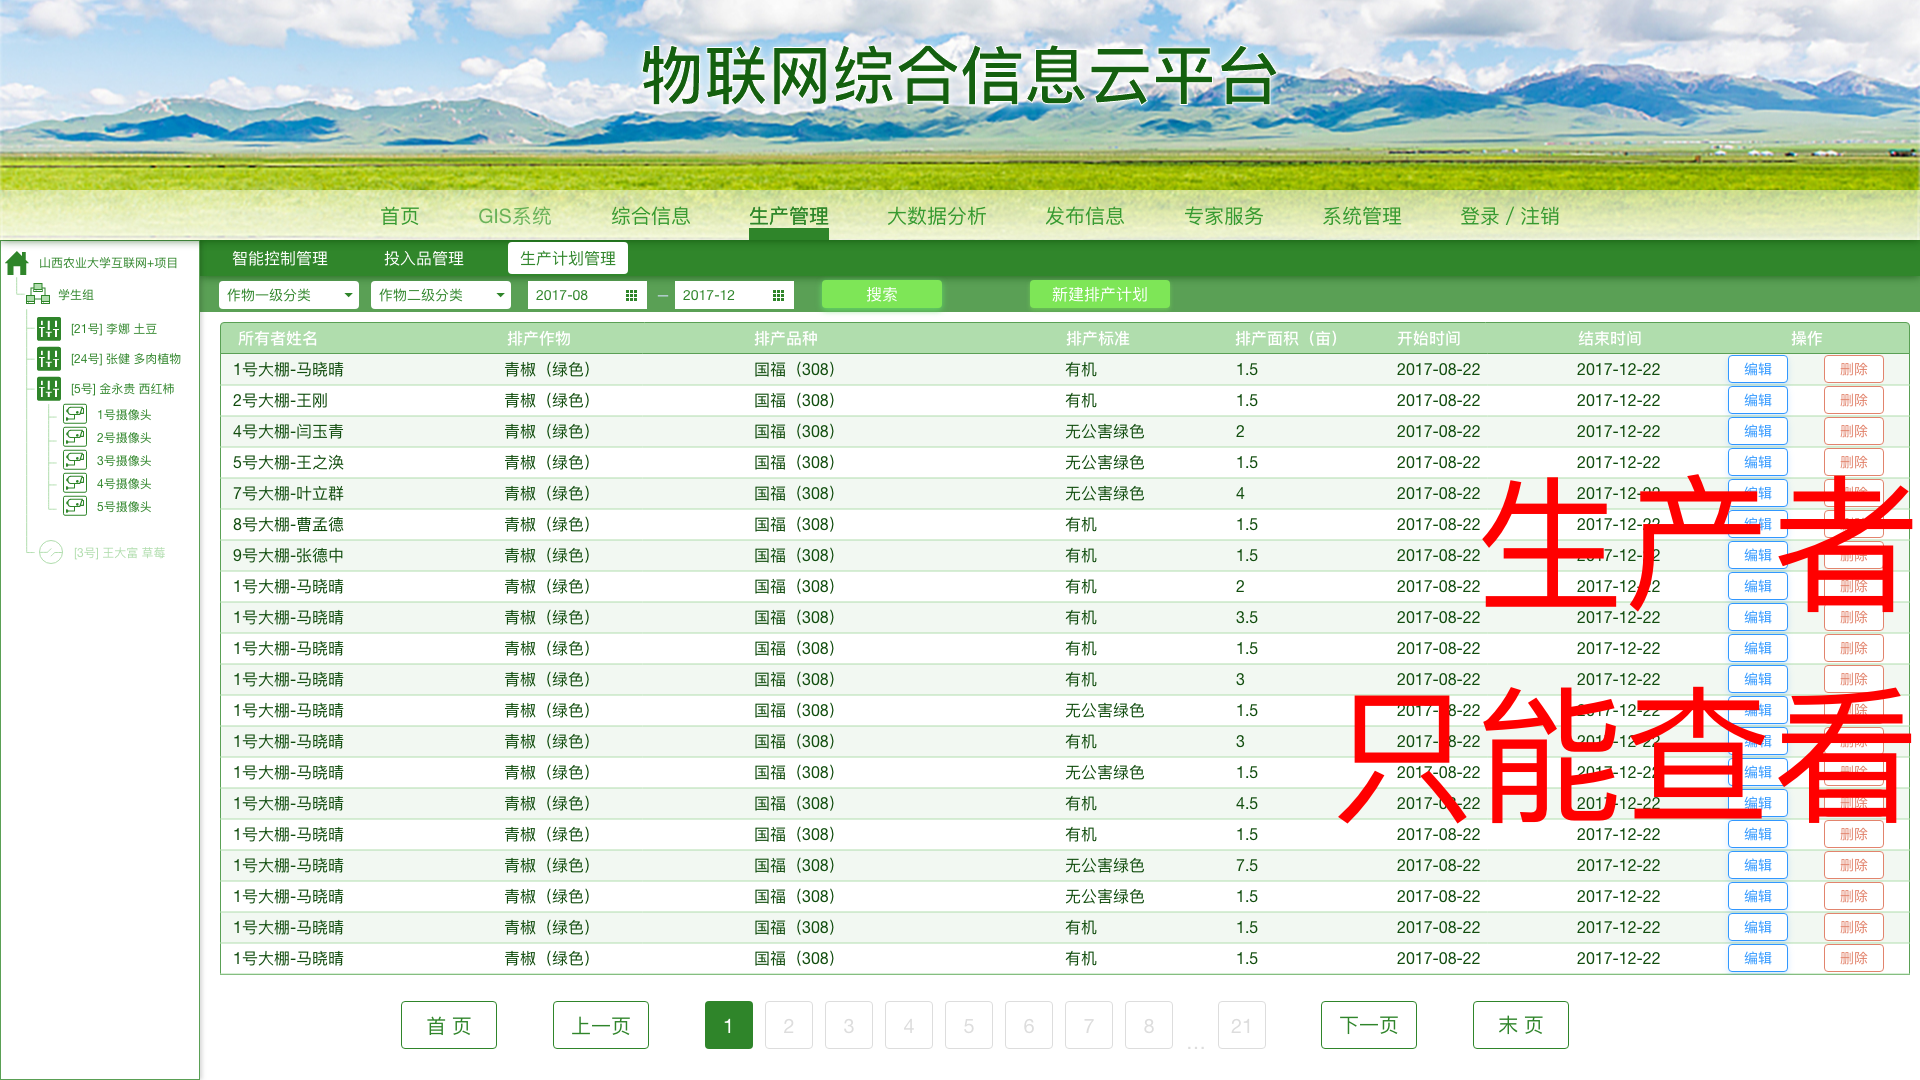 物联网综合信息云平台
首页 GIS系统 综合信息 生产管理 大数据分析 发布信息 专家服务 系统管理 登录 / 注销
山西农业大学互联网+项目
学生组
[21号] 李娜 土豆
[24号] 张健 多肉植物
[5号] 金永贵 西红柿
1号摄像头
2号摄像头
3号摄像头
4号摄像头
5号摄像头
[3号] 王大富 草莓
智能控制管理 投入品管理 生产计划管理
作物一级分类 作物二级分类 2017-08 – 2017-12 搜索 新建排产计划
所有者姓名 排产作物 排产品种 排产标准 排产面积（亩） 开始时间 结束时间 操作
1号大棚-马晓晴 青椒（绿色） 国福（308） 有机 1.5 2017-08-22 2017-12-22 编辑 删除
2号大棚-王刚 青椒（绿色） 国福（308） 有机 1.5 2017-08-22 2017-12-22 编辑 删除
4号大棚-闫玉青 青椒（绿色） 国福（308） 无公害绿色 2 2017-08-22 2017-12-22 编辑 删除
5号大棚-王之涣 青椒（绿色） 国福（308） 无公害绿色 1.5 2017-08-22 2017-12-22 编辑 删除
7号大棚-叶立群 青椒（绿色） 国福（308） 无公害绿色 4 2017-08-22 2017-12-22 编辑 删除
8号大棚-曹孟德 青椒（绿色） 国福（308） 有机 1.5 2017-08-22 2017-12-22 编辑 删除
9号大棚-张德中 青椒（绿色） 国福（308） 有机 1.5 2017-08-22 2017-12-22 编辑 删除
1号大棚-马晓晴 青椒（绿色） 国福（308） 有机 2 2017-08-22 2017-12-22 编辑 删除
1号大棚-马晓晴 青椒（绿色） 国福（308） 有机 3.5 2017-08-22 2017-12-22 编辑 删除
1号大棚-马晓晴 青椒（绿色） 国福（308） 有机 1.5 2017-08-22 2017-12-22 编辑 删除
1号大棚-马晓晴 青椒（绿色） 国福（308） 有机 3 2017-08-22 2017-12-22 编辑 删除
1号大棚-马晓晴 青椒（绿色） 国福（308） 无公害绿色 1.5 2017-08-22 2017-12-22 编辑 删除
1号大棚-马晓晴 青椒（绿色） 国福（308） 有机 3 2017-08-22 2017-12-22 编辑 删除
1号大棚-马晓晴 青椒（绿色） 国福（308） 无公害绿色 1.5 2017-08-22 2017-12-22 编辑 删除
1号大棚-马晓晴 青椒（绿色） 国福（308） 有机 4.5 2017-08-22 2017-12-22 编辑 删除
1号大棚-马晓晴 青椒（绿色） 国福（308） 有机 1.5 2017-08-22 2017-12-22 编辑 删除
1号大棚-马晓晴 青椒（绿色） 国福（308） 无公害绿色 7.5 2017-08-22 2017-12-22 编辑 删除
1号大棚-马晓晴 青椒（绿色） 国福（308） 无公害绿色 1.5 2017-08-22 2017-12-22 编辑 删除
1号大棚-马晓晴 青椒（绿色） 国福（308） 有机 1.5 2017-08-22 2017-12-22 编辑 删除
1号大棚-马晓晴 青椒（绿色） 国福（308） 有机 1.5 2017-08-22 2017-12-22 编辑 删除
生产者
只能查看
首 页 上一页 1 2 3 4 5 6 7 8 ... 21 下一页 末 页